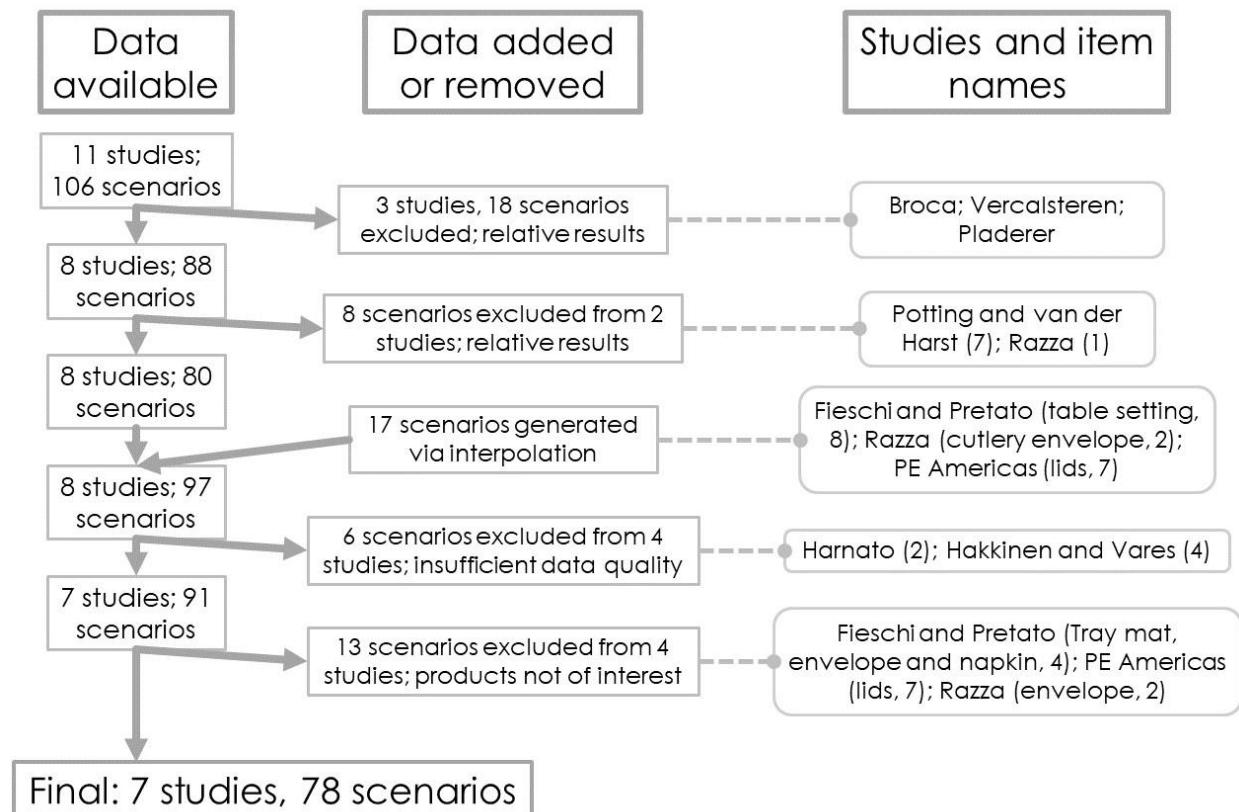 Data
available
Data added
or removed
Studies and item
names
11 studies;
106 scenarios
3 studies, 18 scenarios
excluded; relative results
Broca; Vercalsteren;
Pladerer
8 studies; 88
scenarios
8 scenarios excluded from 2
studies; relative results
Potting and van der
Harst (7); Razza (1)
8 studies; 80
scenarios
17 scenarios generated
via interpolation
Fieschi and Pretato (table setting,
8); Razza (cutlery envelope, 2);
PE Americas (lids, 7)
8 studies; 97
scenarios
6 scenarios excluded from 4
studies; insufficient data quality
Harnato (2); Hakkinen and Vares (4)
7 studies; 91
scenarios
13 scenarios excluded from 4
studies; products not of interest
Fieschi and Pretato (Tray mat,
envelope and napkin, 4); PE Americas
(lids, 7); Razza (envelope, 2)
Final: 7 studies, 78 scenarios